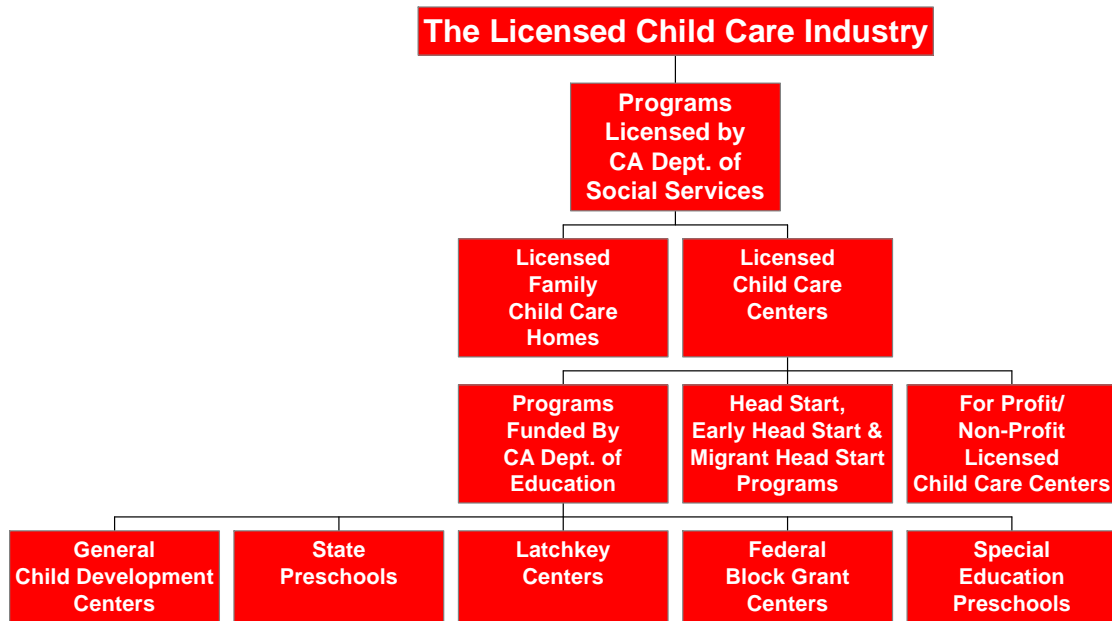 The Licensed Child Care Industry
Programs
Licensed by
CA Dept. of
Social Services
Licensed
Family
Child Care
Homes
Licensed
Child Care
Centers
Programs
Funded By
CA Dept. of
Education
Head Start,
Early Head Start &
Migrant Head Start
Programs
For Profit/
Non-Profit
Licensed
Child Care Centers
General
Child Development
Centers
State
Preschools
Latchkey
Centers
Federal
Block Grant
Centers
Special
Education
Preschools